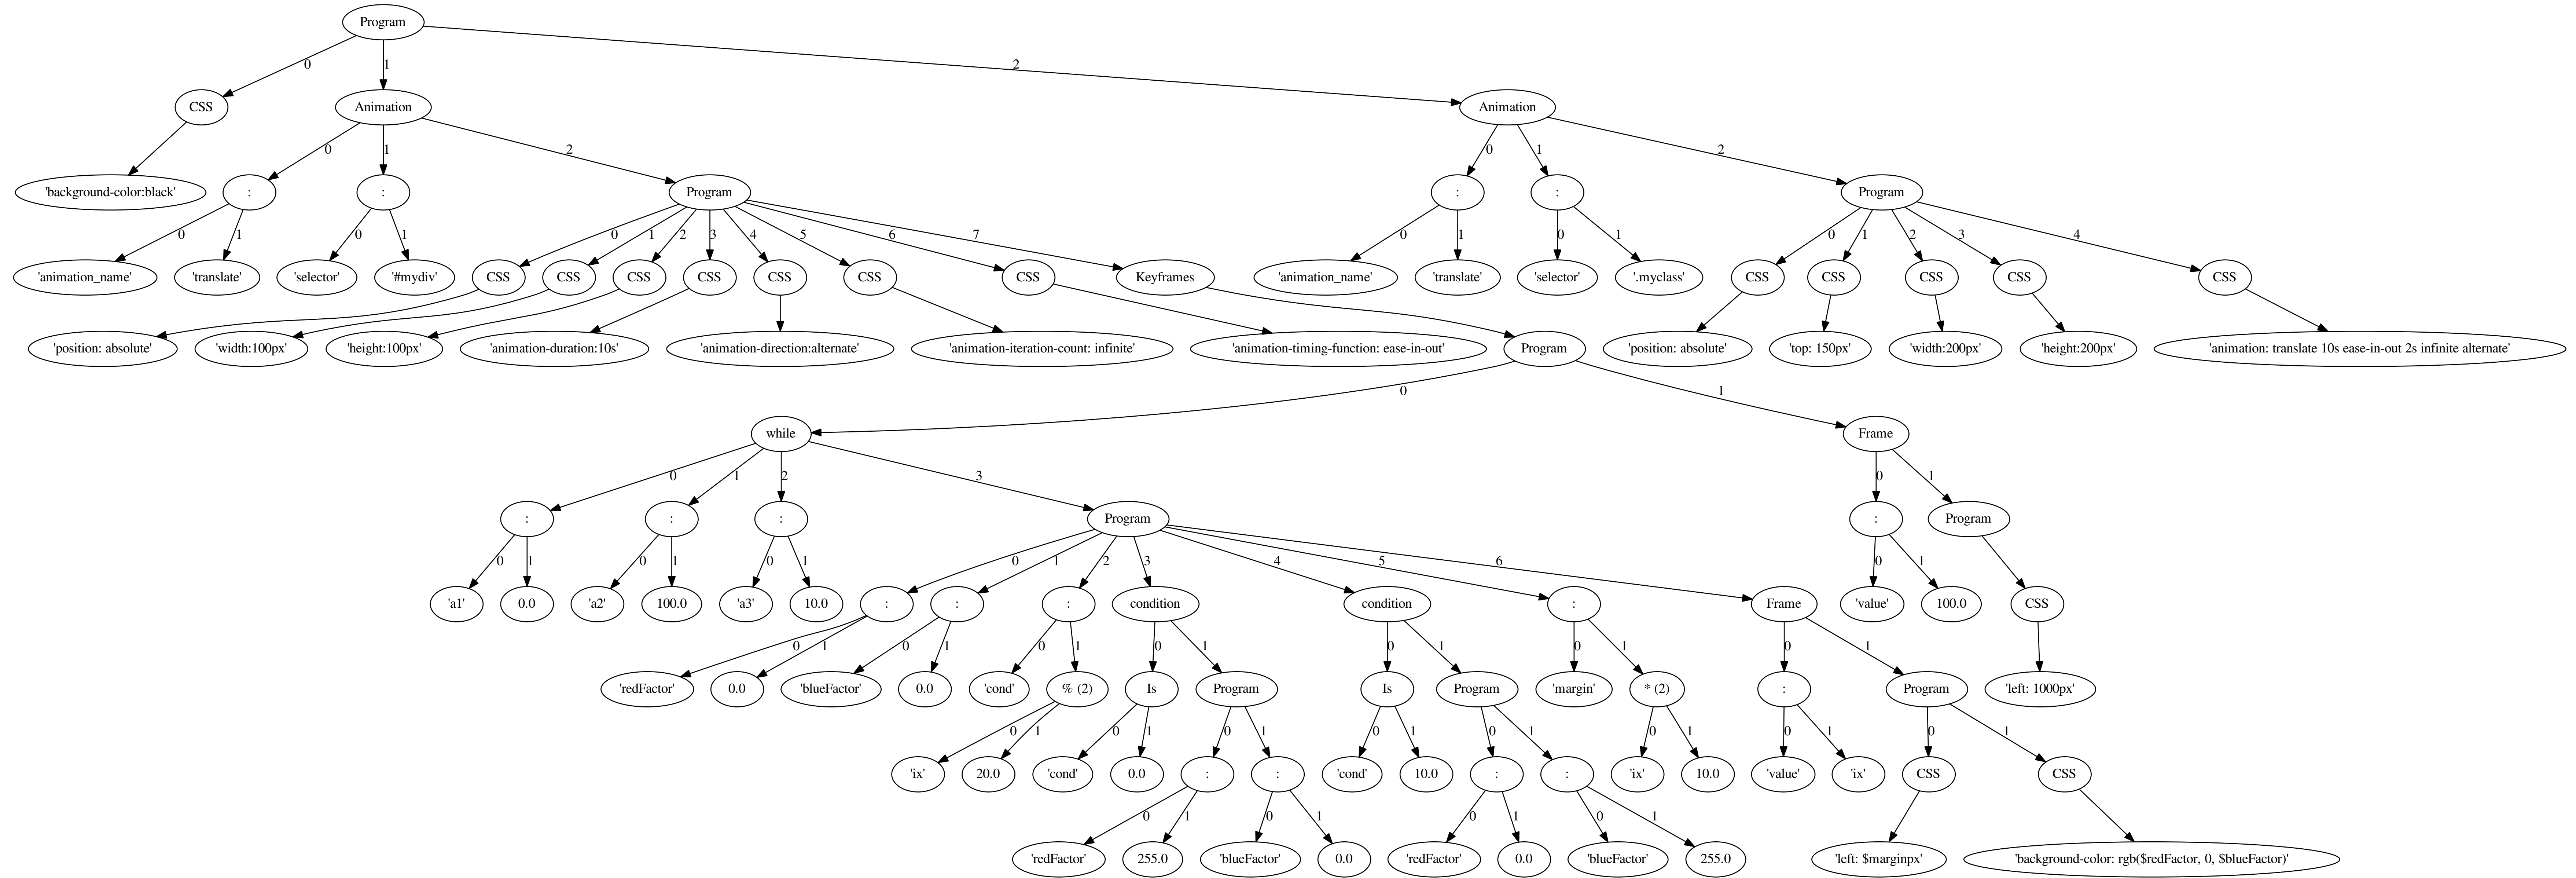 Program
0 1 2
CSS Animation Animation
0 1 2 0 1 2
'background-color:black' : : Program : : Program
0 1 0 1 0 1 2 3 4 5 6 7 0 1 0 1 0 1 2 3 4
'animation_name' 'translate' 'selector' '#mydiv' CSS CSS CSS CSS CSS CSS CSS Keyframes 'animation_name' 'translate' 'selector' '.myclass' CSS CSS CSS CSS CSS
'position: absolute' 'width:100px' 'height:100px' 'animation-duration:10s' 'animation-direction:alternate' 'animation-iteration-count: infinite' 'animation-timing-function: ease-in-out' Program 'position: absolute' 'top: 150px' 'width:200px' 'height:200px' 'animation: translate 10s ease-in-out 2s infinite alternate'
0 1
while Frame
0 1 2 3 0 1
: : : Program : Program
0 1 0 1 0 1 0 1 2 3 4 5 6 0 1
'a1' 0.0 'a2' 100.0 'a3' 10.0 : : : condition condition : Frame 'value' 100.0 CSS
0 1 0 1 0 1 0 1 0 1 0 1 0 1
'redFactor' 0.0 'blueFactor' 0.0 'cond' % (2) Is Program Is Program 'margin' * (2) : Program 'left: 1000px'
0 1 0 1 0 1 0 1 0 1 0 1 0 1 0 1
'ix' 20.0 'cond' 0.0 : : 'cond' 10.0 : : 'ix' 10.0 'value' 'ix' CSS CSS
0 1 0 1 0 1 0 1
'redFactor' 255.0 'blueFactor' 0.0 'redFactor' 0.0 'blueFactor' 255.0 'left: $marginpx' 'background-color: rgb($redFactor, 0, $blueFactor)'